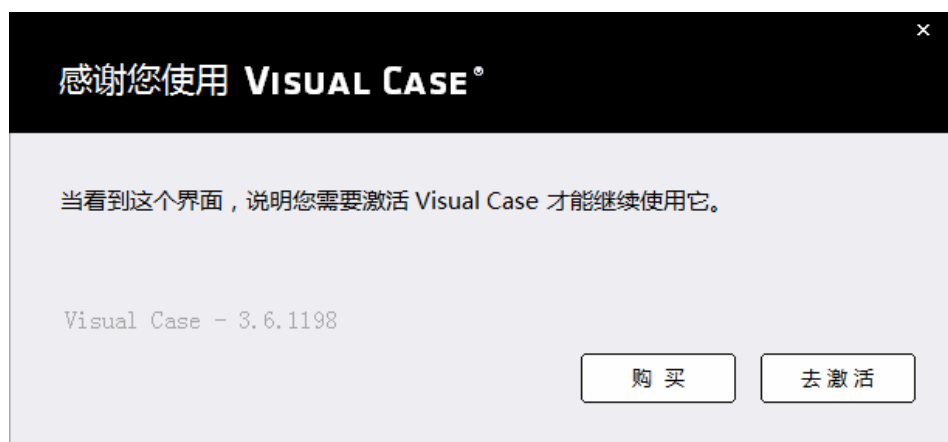 ×
感谢您使用 VISUAL CASE®
当看到这个界面，说明您需要激活 Visual Case 才能继续使用它。
Visual Case - 3.6.1198
购 买
去 激 活